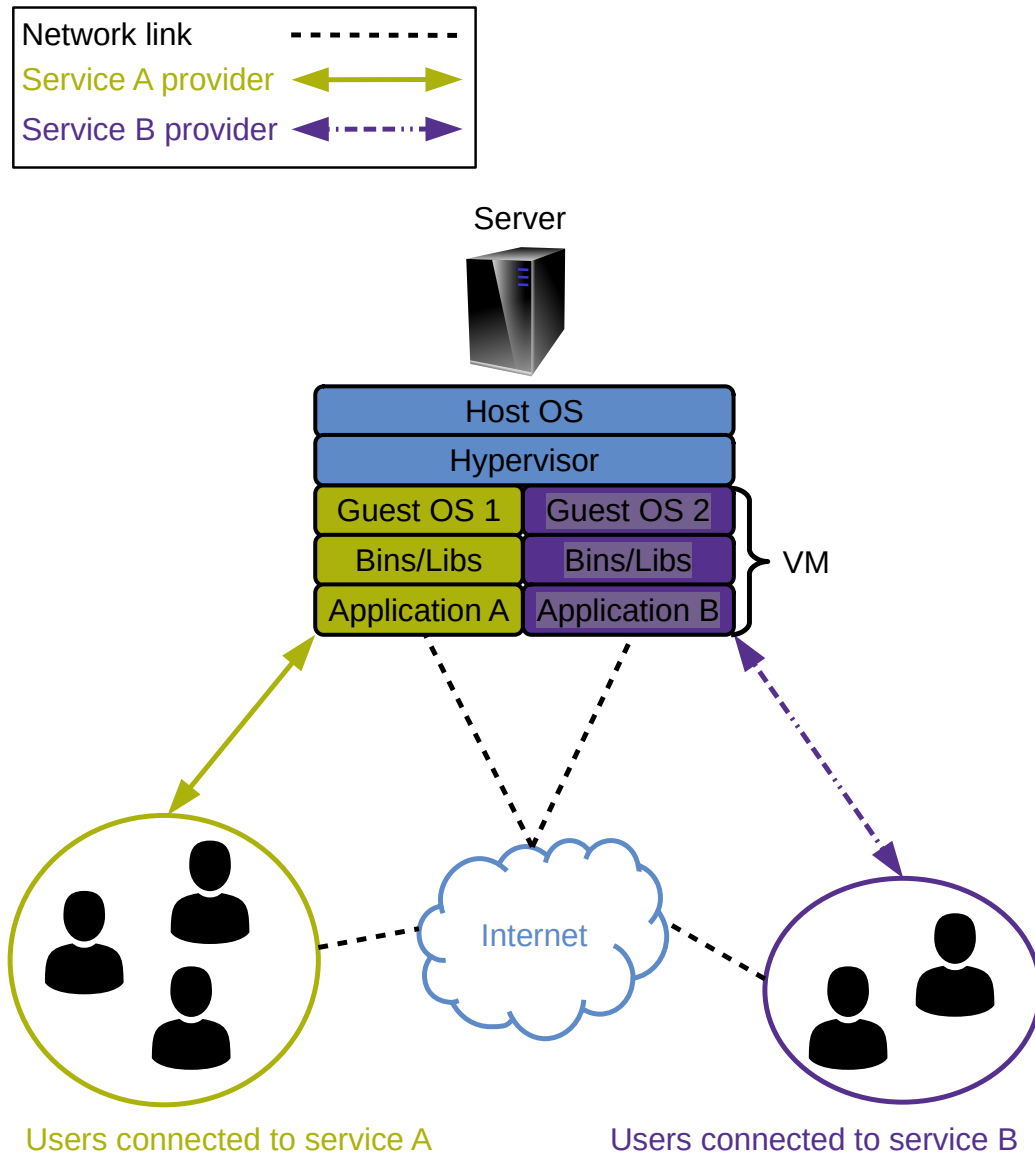 Network link
Service A provider
Service B provider
Server
Host OS
Hypervisor
Guest OS 1
Guest OS 2
Bins/Libs
Bins/Libs
VM
Application A
Application B
Internet
Users connected to service A
Users connected to service B